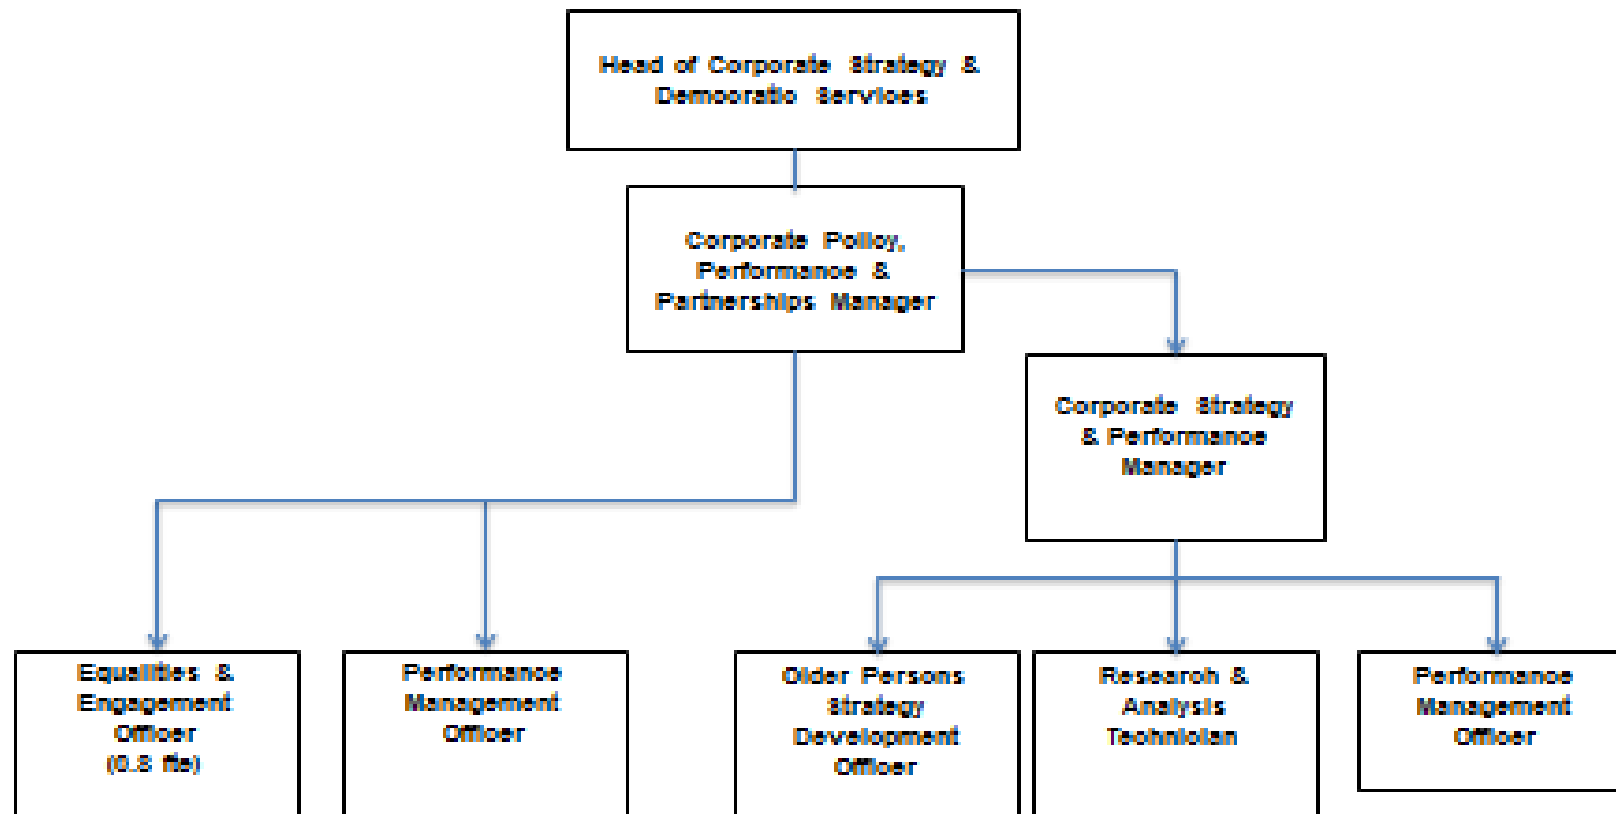 Head of Corporate Strategy &
Democratic Services
Corporate Policy,
Performance &
Partnerships Manager
Corporate Strategy
& Performance
Manager
Equalities &
Engagement
Officer
(0.8 fte)
Performance
Management
Officer
Older Persons
Strategy
Development
Officer
Research &
Analysis
Technician
Performance
Management
Officer